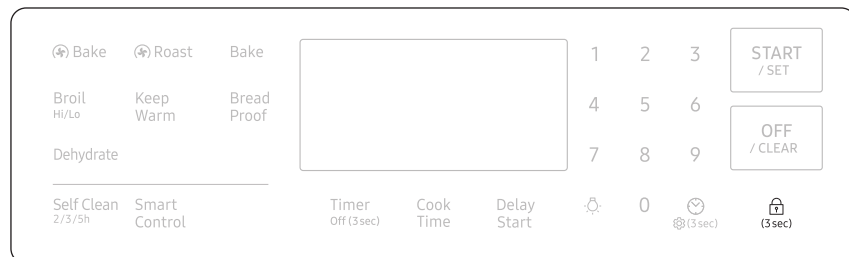 Bake Roast Bake
1 2 3
START
/ SET
Broil
Hi/Lo
Keep
Warm
Bread
Proof
4 5 6
OFF
/ CLEAR
Dehydrate
7 8 9
Self Clean
2/3/5h
Smart
Control
Timer
Off (3 sec)
Cook
Time
Delay
Start
0
(3 sec)
(3 sec)